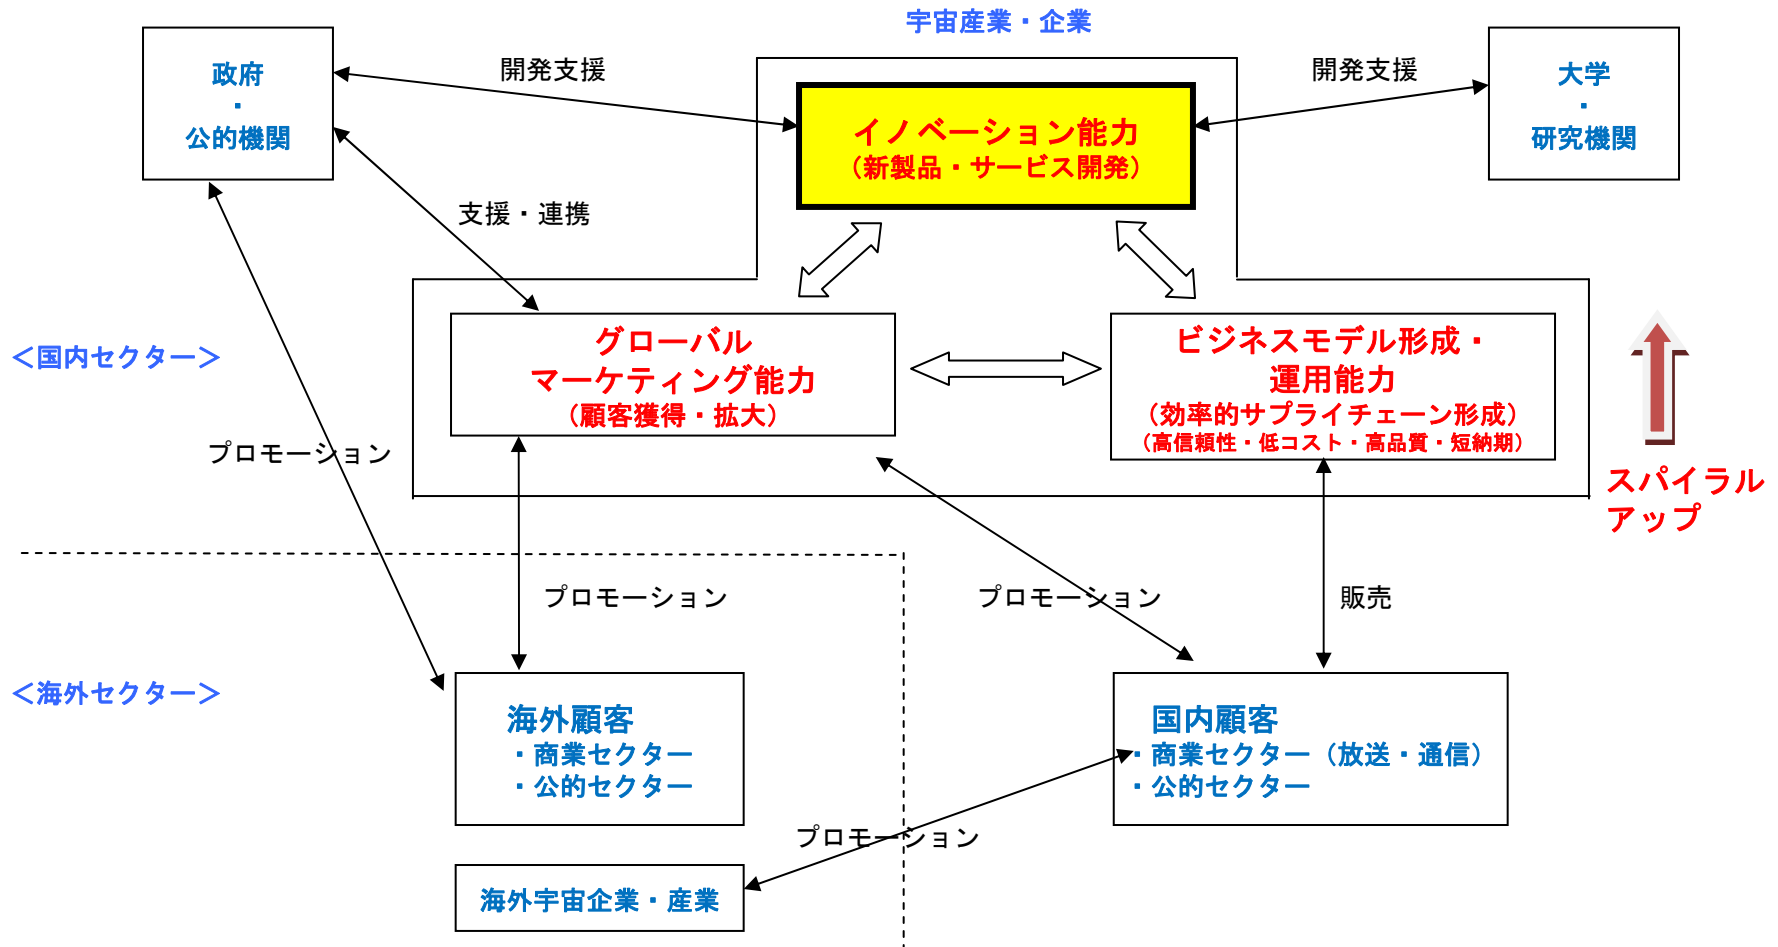 宇宙産業・企業
政府
・
公的機関
開発支援
開発支援
大学
・
研究機関
イノベーション能力
（新製品・サービス開発）
支援・連携
＜国内セクター＞
グローバル
マーケティング能力
（顧客獲得・拡大）
ビジネスモデル形成・
運用能力
（効率的サプライチェーン形成）
（高信頼性・低コスト・高品質・短納期）
プロモーション
スパイラル
アップ
プロモーション
プロモーション
販売
＜海外セクター＞
海外顧客
・商業セクター
・公的セクター
国内顧客
・商業セクター（放送・通信）
・公的セクター
プロモーション
海外宇宙企業・産業